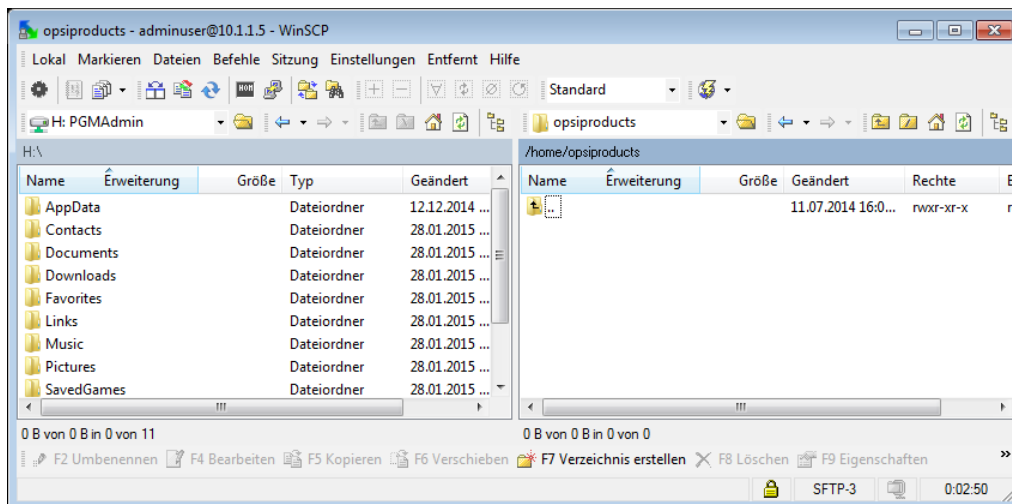 opsiproducts - adminuser@10.1.1.5 - WinSCP
Lokal Markieren Dateien Befehle Sitzung Einstellungen Entfernt Hilfe
Standard
H: PGMAdmin
opsiproducts
H:\
/home/opsiproducts
Name Erweiterung Größe Typ Geändert
Name Erweiterung Größe Geändert Rechte
AppData Dateiordner 12.12.2014 ...
.. 11.07.2014 16:0... rwxr-xr-x r
Contacts Dateiordner 28.01.2015 ...
Documents Dateiordner 28.01.2015 ...
Downloads Dateiordner 28.01.2015 ...
Favorites Dateiordner 28.01.2015 ...
Links Dateiordner 28.01.2015 ...
Music Dateiordner 28.01.2015 ...
Pictures Dateiordner 28.01.2015 ...
SavedGames Dateiordner 28.01.2015 ...
0 B von 0 B in 0 von 11
0 B von 0 B in 0 von 0
F2 Umbenennen F4 Bearbeiten F5 Kopieren F6 Verschieben F7 Verzeichnis erstellen F8 Löschen F9 Eigenschaften »
SFTP-3 0:02:50